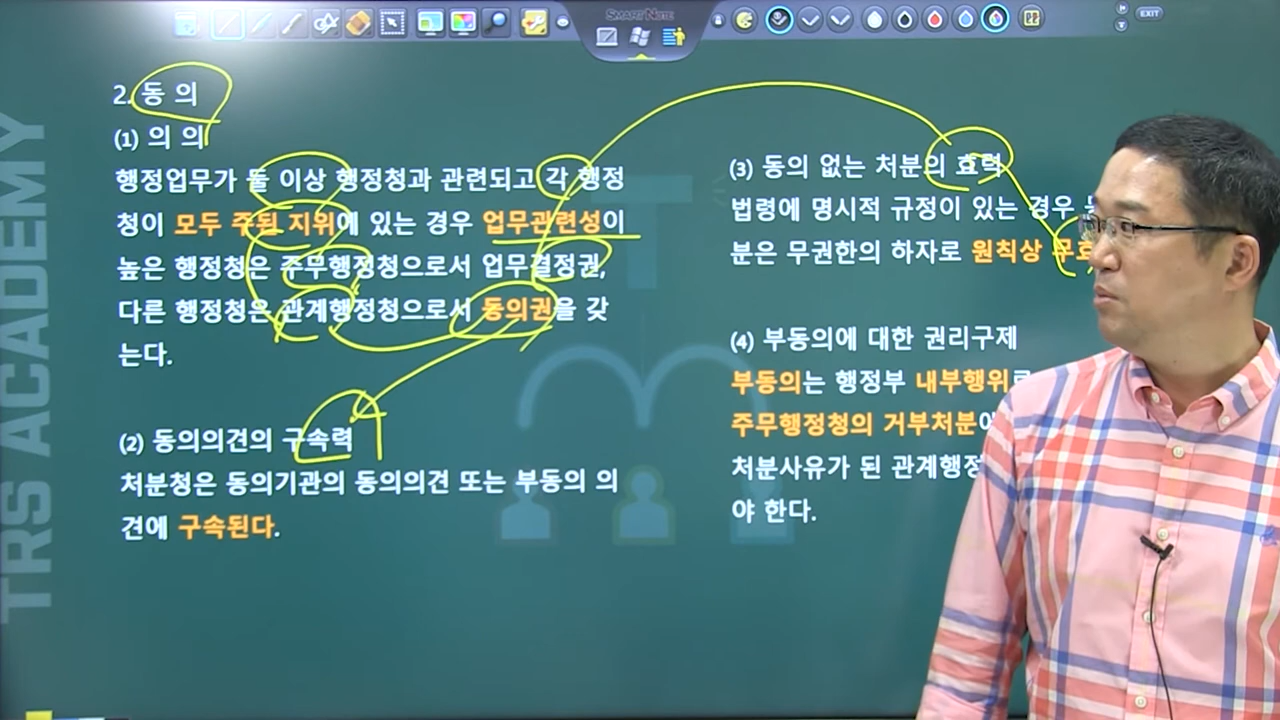 SMART NOTE
EXIT
TRS ACADEMY
2. 동 의
(1) 의 의
행정업무가 둘 이상 행정청과 관련되고 각 행정
청이 모두 주된 지위에 있는 경우 업무관련성이
높은 행정청은 주무행정청으로서 업무결정권,
다른 행정청은 관계행정청으로서 동의권을 갖
는다.
(2) 동의의견의 구속력
처분청은 동의기관의 동의의견 또는 부동의 의
견에 구속된다.
(3) 동의 없는 처분의 효력
법령에 명시적 규정이 있는 경우
분은 무권한의 하자로 원칙상 무효
(4) 부동의에 대한 권리구제
부동의는 행정부 내부행위로
주무행정청의 거부처분에
처분사유가 된 관계행정
야 한다.